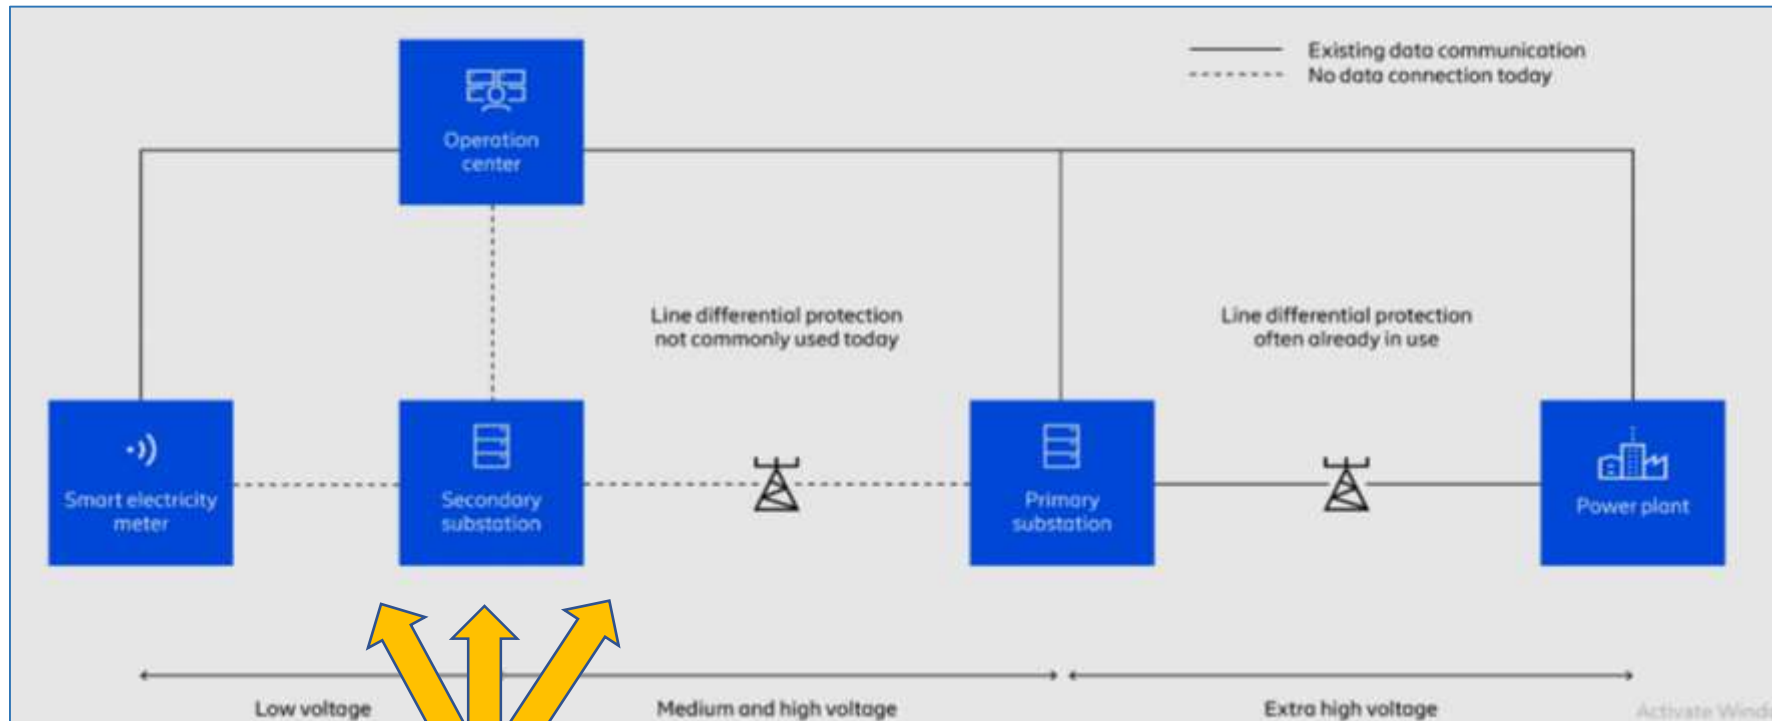 Existing data communication
No data connection today
Operation
center
Line differential protection
not commonly used today
Line differential protection
often already in use
Smart electricity
meter
Secondary
substation
Primary
substation
Power plant
Low voltage
Medium and high voltage
Extra high voltage
Activate Windo